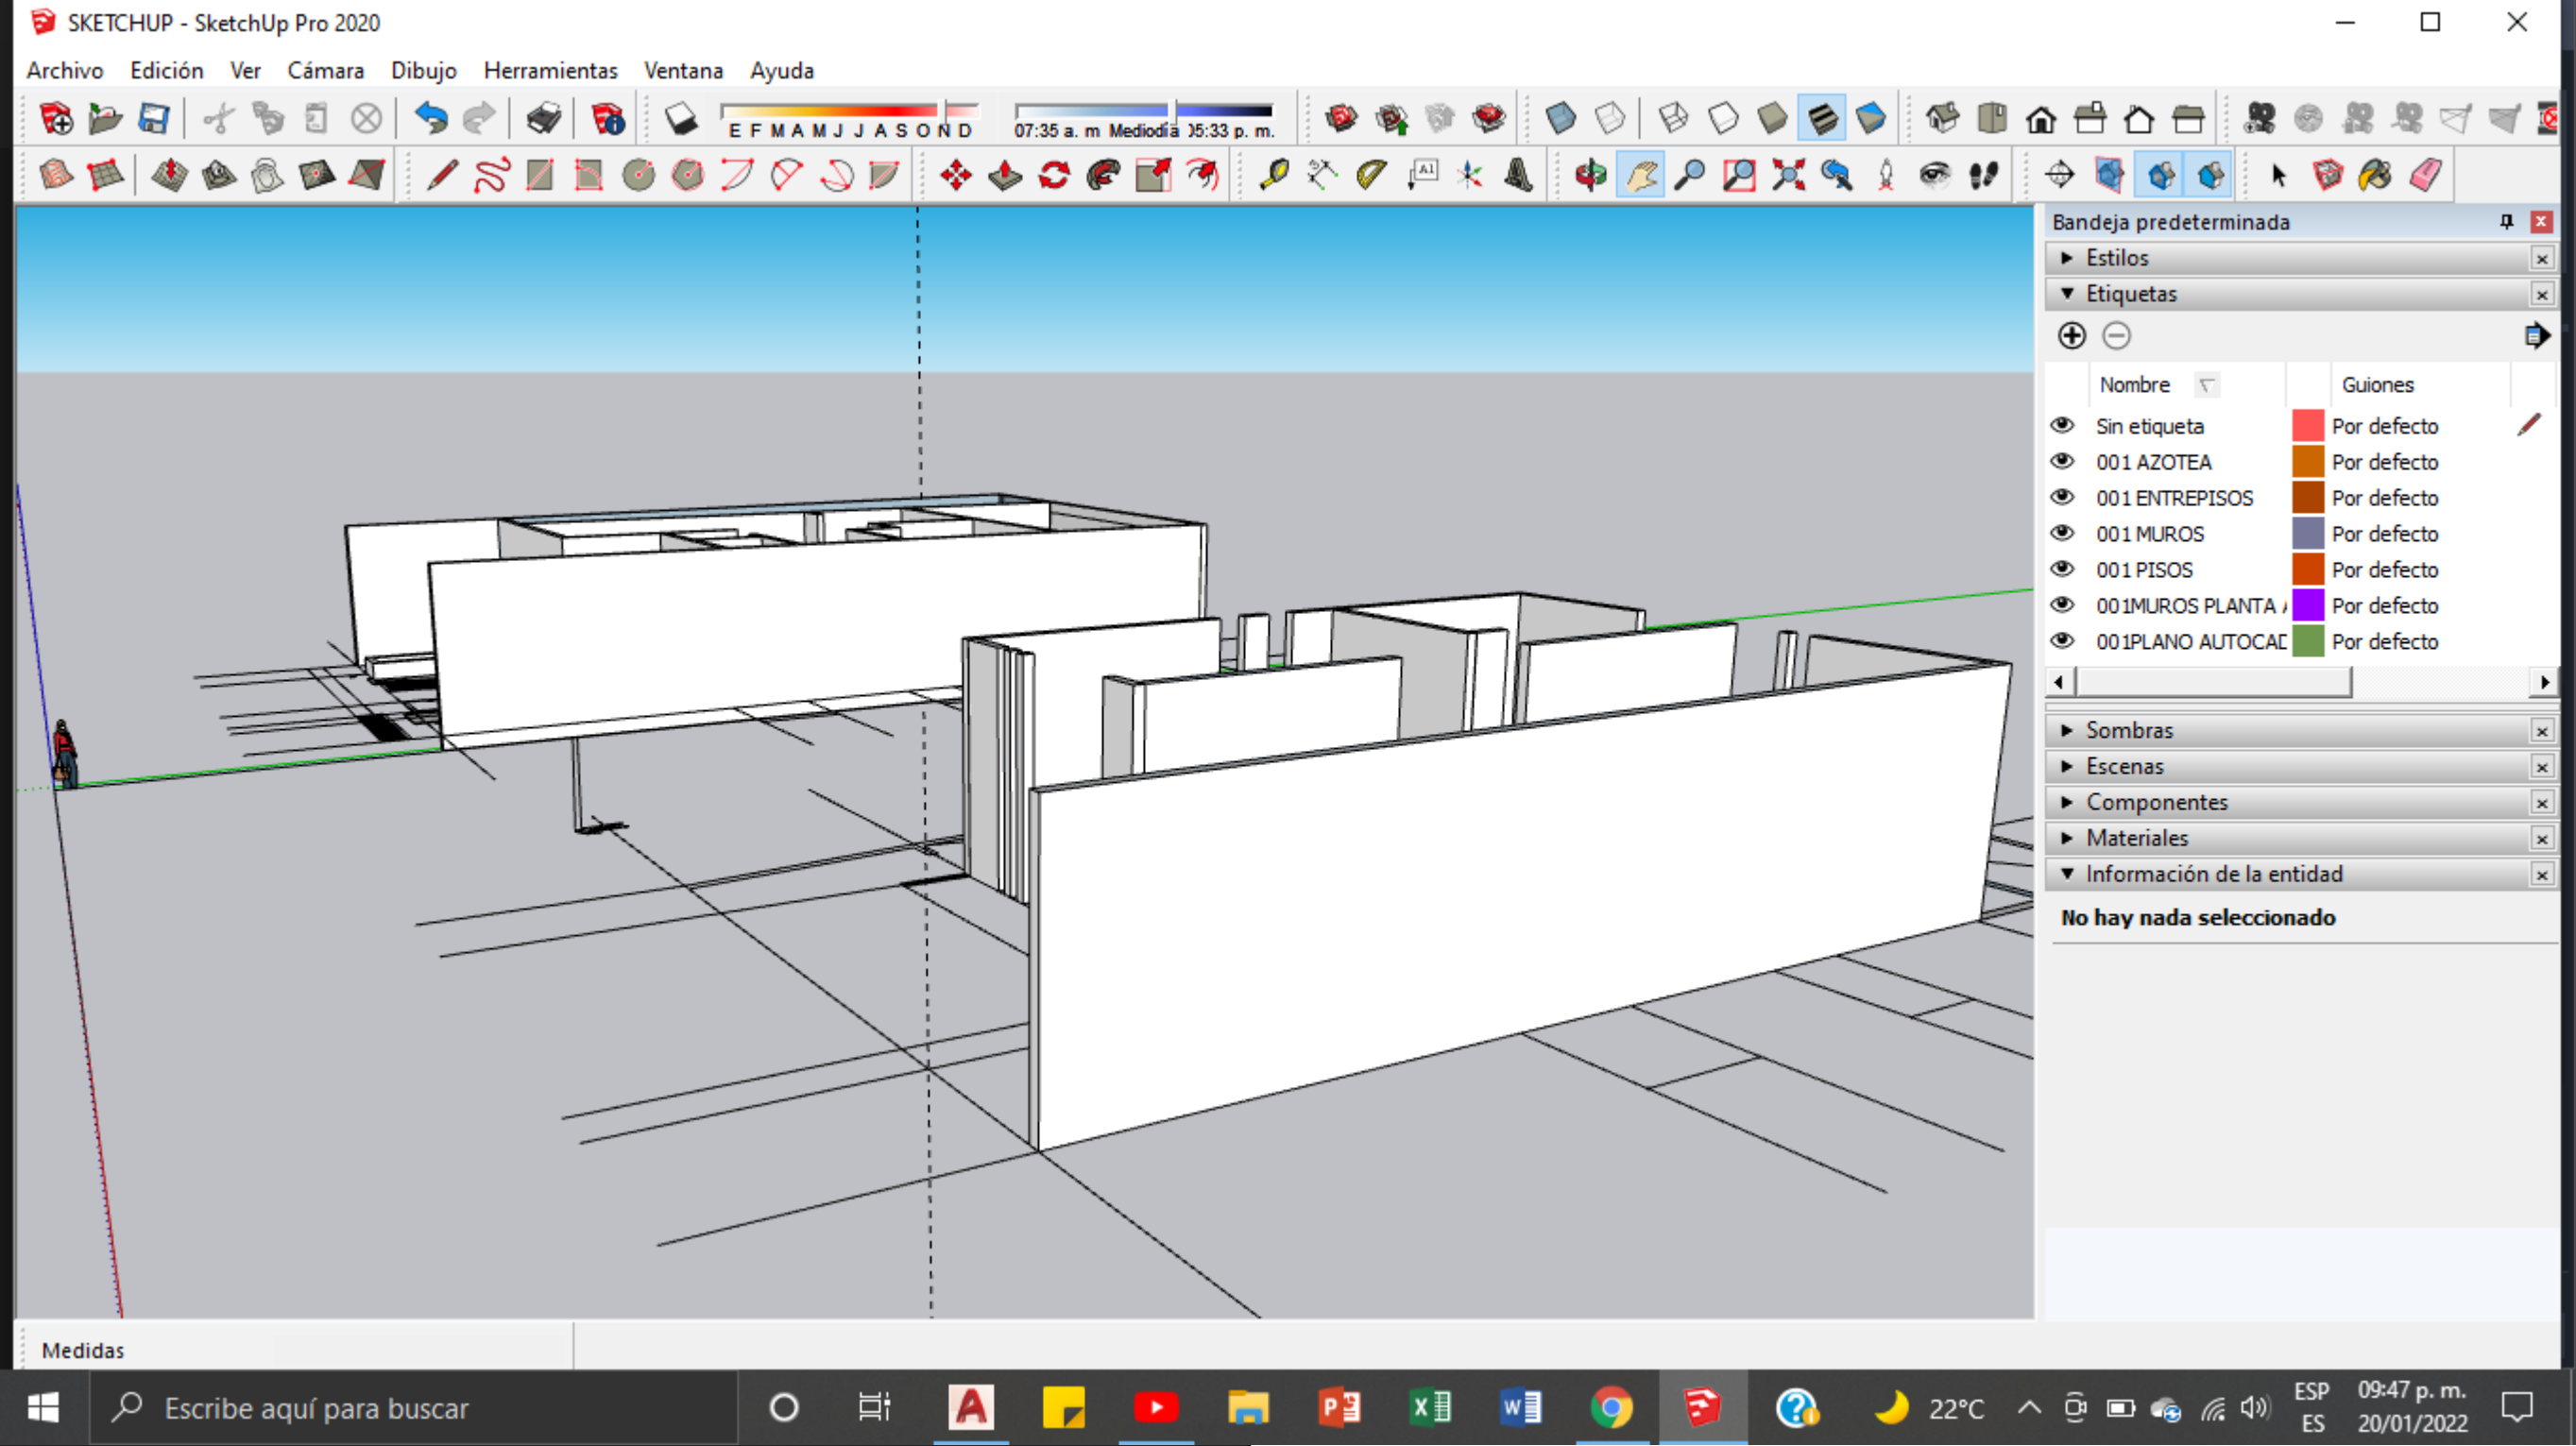 SKETCHUP - SketchUp Pro 2020
Archivo Edición Ver Cámara Dibujo Herramientas Ventana Ayuda
E F M A M J J A S O N D
07:35 a. m Mediodía 05:33 p. m.
A1
Bandeja predeterminada
Estilos
Etiquetas
Nombre Guiones
Sin etiqueta Por defecto
001 AZOTEA Por defecto
001 ENTREPISOS Por defecto
001 MUROS Por defecto
001 PISOS Por defecto
001MUROS PLANTA Por defecto
001PLANO AUTOCAD Por defecto
Sombras
Escenas
Componentes
Materiales
Información de la entidad
No hay nada seleccionado
Medidas
Escribe aquí para buscar
22°C
ESP
ES
09:47 p. m.
20/01/2022